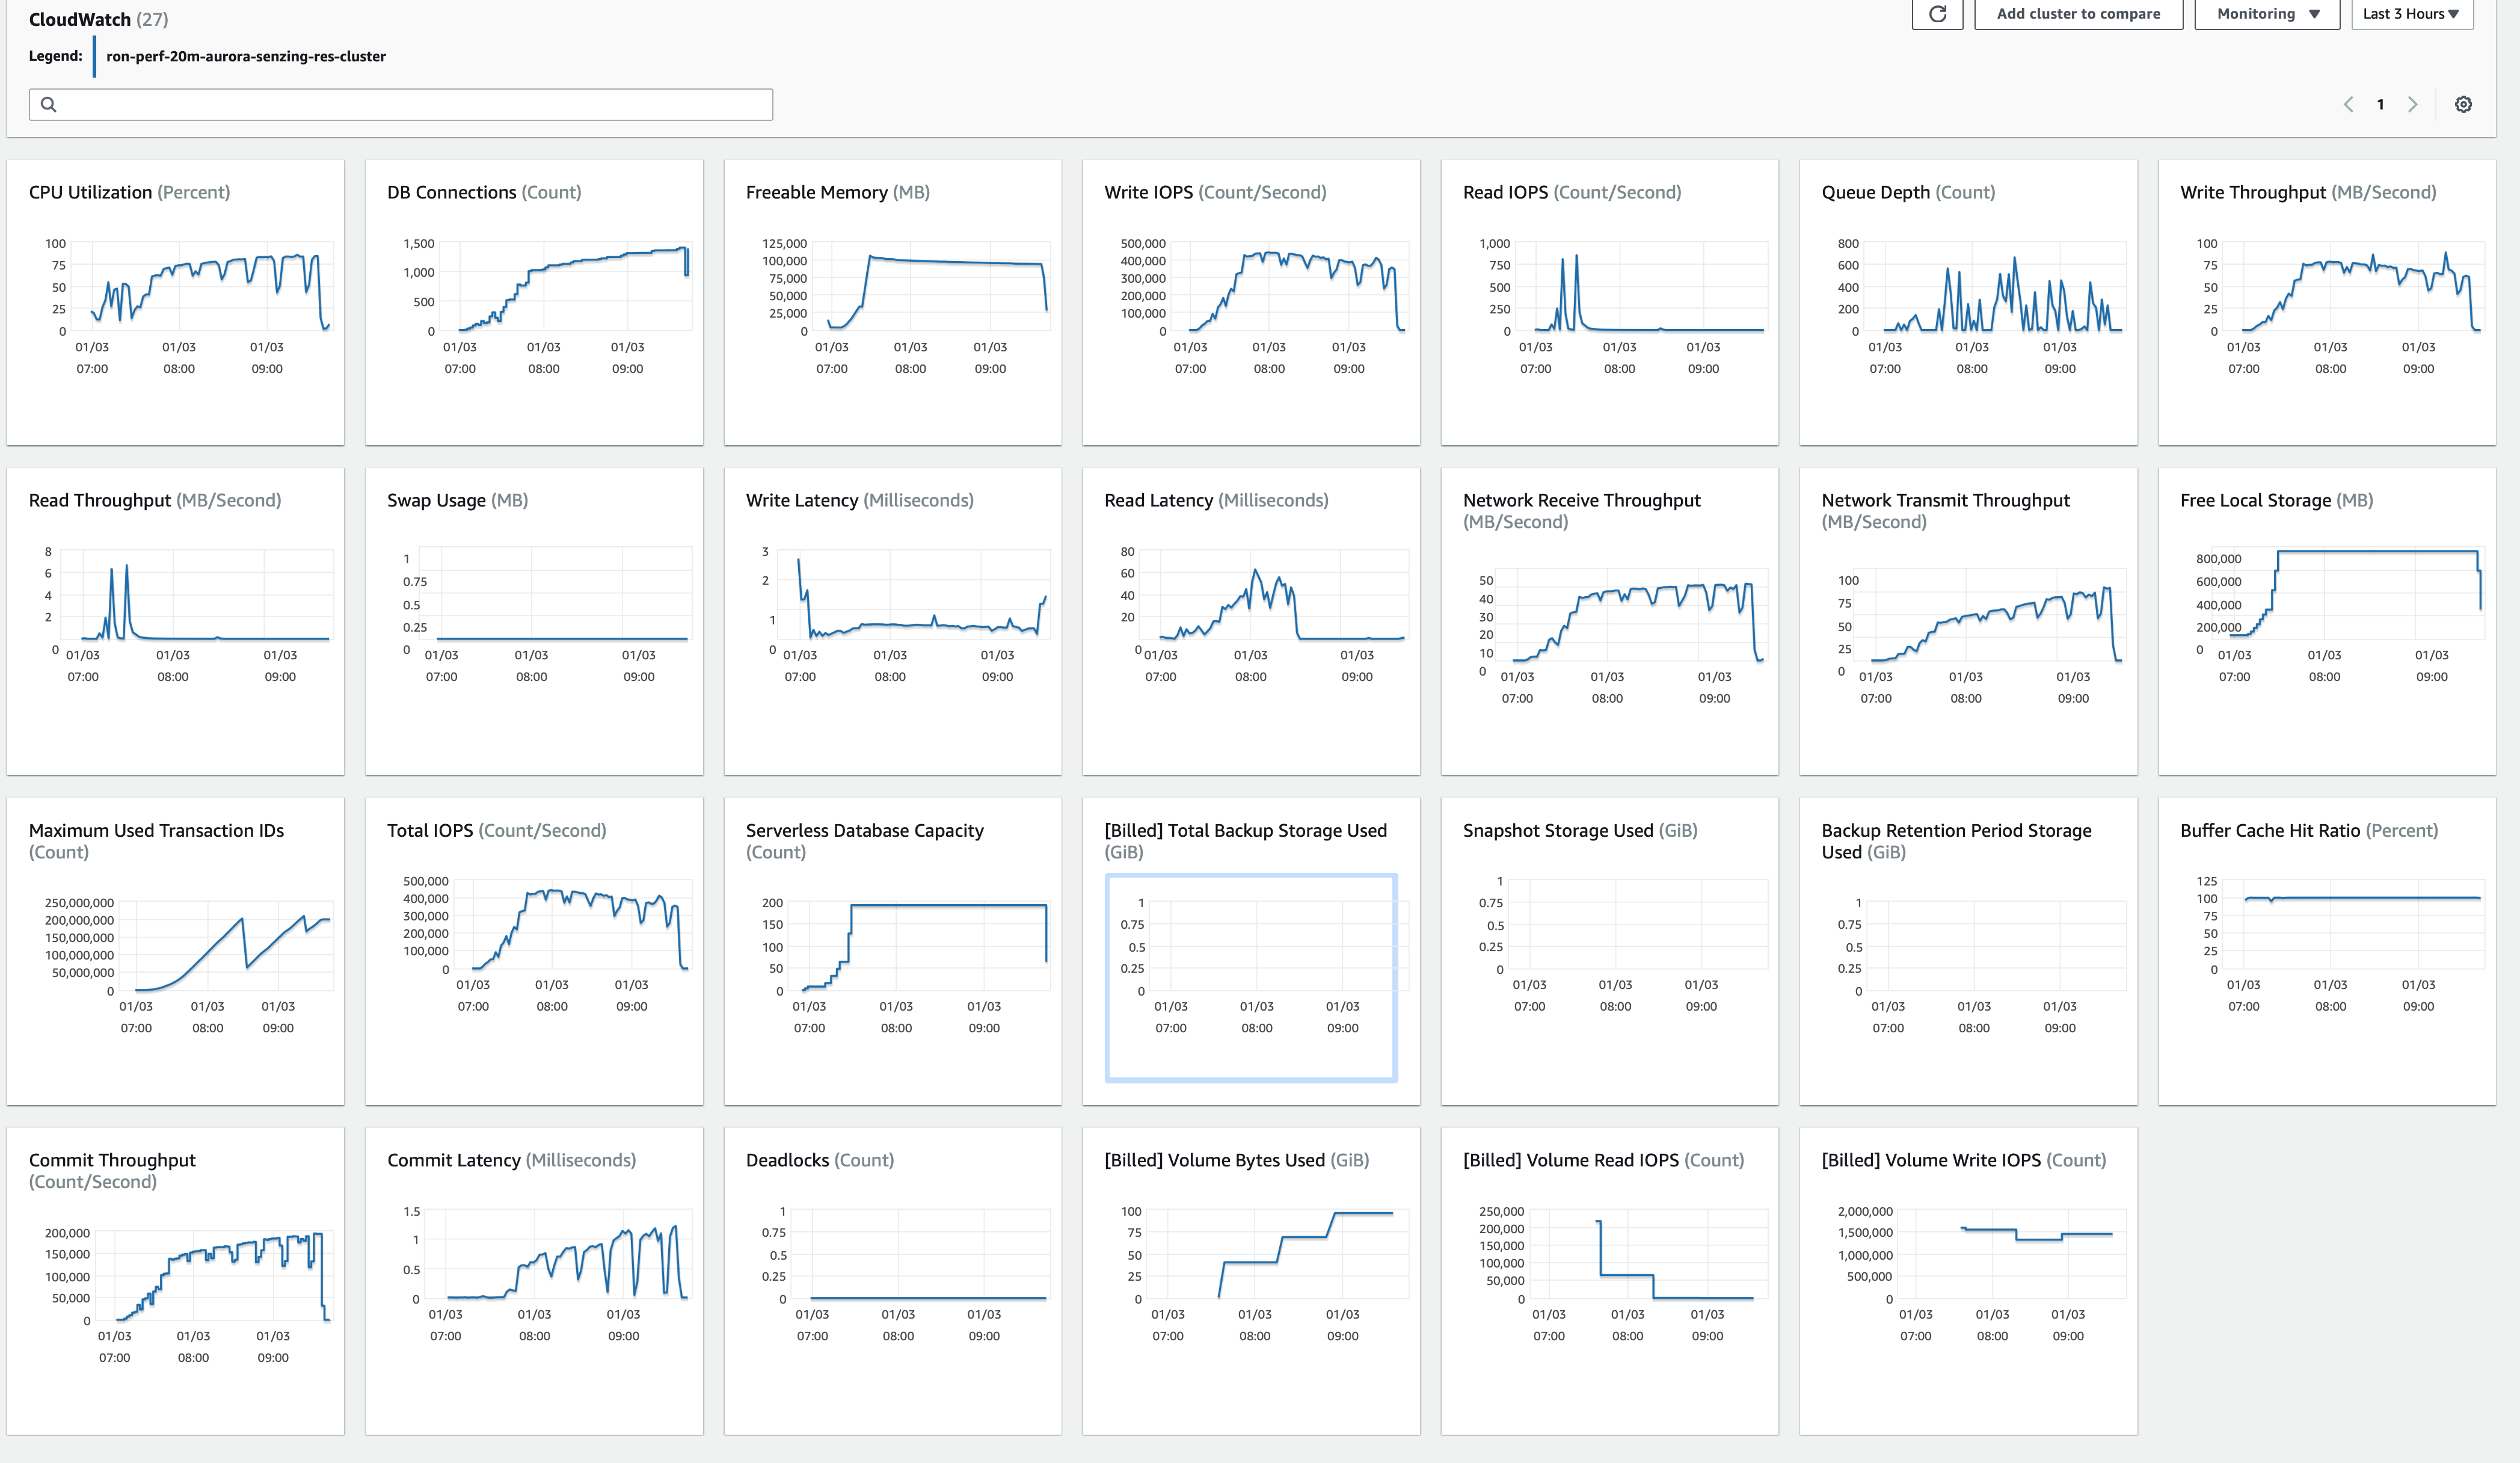 CloudWatch (27)
Add cluster to compare
Monitoring
Last 3 Hours
Legend:
ron-perf-20m-aurora-senzing-res-cluster
1
CPU Utilization (Percent)
100
75
50
25
0
01/03 01/03 01/03
07:00 08:00 09:00
DB Connections (Count)
1,500
1,000
500
0
01/03 01/03 01/03
07:00 08:00 09:00
Freeable Memory (MB)
125,000
100,000
75,000
50,000
25,000
0
01/03 01/03 01/03
07:00 08:00 09:00
Write IOPS (Count/Second)
500,000
400,000
300,000
200,000
100,000
0
01/03 01/03 01/03
07:00 08:00 09:00
Read IOPS (Count/Second)
1,000
750
500
250
0
01/03 01/03 01/03
07:00 08:00 09:00
Queue Depth (Count)
800
600
400
200
0
01/03 01/03 01/03
07:00 08:00 09:00
Write Throughput (MB/Second)
100
75
50
25
0
01/03 01/03 01/03
07:00 08:00 09:00
Read Throughput (MB/Second)
8
6
4
2
0
01/03 01/03 01/03
07:00 08:00 09:00
Swap Usage (MB)
1
0.75
0.5
0.25
0
01/03 01/03 01/03
07:00 08:00 09:00
Write Latency (Milliseconds)
3
2
1
0
01/03 01/03 01/03
07:00 08:00 09:00
Read Latency (Milliseconds)
80
60
40
20
0
01/03 01/03 01/03
07:00 08:00 09:00
Network Receive Throughput
(MB/Second)
50
40
30
20
10
0
01/03 01/03 01/03
07:00 08:00 09:00
Network Transmit Throughput
(MB/Second)
100
75
50
25
0
01/03 01/03 01/03
07:00 08:00 09:00
Free Local Storage (MB)
800,000
600,000
400,000
200,000
0
01/03 01/03 01/03
07:00 08:00 09:00
Maximum Used Transaction IDs
(Count)
250,000,000
200,000,000
150,000,000
100,000,000
50,000,000
0
01/03 01/03 01/03
07:00 08:00 09:00
Total IOPS (Count/Second)
500,000
400,000
300,000
200,000
100,000
0
01/03 01/03 01/03
07:00 08:00 09:00
Serverless Database Capacity
(Count)
200
150
100
50
0
01/03 01/03 01/03
07:00 08:00 09:00
[Billed] Total Backup Storage Used
(GiB)
1
0.75
0.5
0.25
0
01/03 01/03 01/03
07:00 08:00 09:00
Snapshot Storage Used (GiB)
1
0.75
0.5
0.25
0
01/03 01/03 01/03
07:00 08:00 09:00
Backup Retention Period Storage
Used (GiB)
1
0.75
0.5
0.25
0
01/03 01/03 01/03
07:00 08:00 09:00
Buffer Cache Hit Ratio (Percent)
125
100
75
50
25
0
01/03 01/03 01/03
07:00 08:00 09:00
Commit Throughput
(Count/Second)
200,000
150,000
100,000
50,000
0
01/03 01/03 01/03
07:00 08:00 09:00
Commit Latency (Milliseconds)
1.5
1
0.5
0
01/03 01/03 01/03
07:00 08:00 09:00
Deadlocks (Count)
1
0.75
0.5
0.25
0
01/03 01/03 01/03
07:00 08:00 09:00
[Billed] Volume Bytes Used (GiB)
100
75
50
25
0
01/03 01/03 01/03
07:00 08:00 09:00
[Billed] Volume Read IOPS (Count)
250,000
200,000
150,000
100,000
50,000
0
01/03 01/03 01/03
07:00 08:00 09:00
[Billed] Volume Write IOPS (Count)
2,000,000
1,500,000
1,000,000
500,000
0
01/03 01/03 01/03
07:00 08:00 09:00